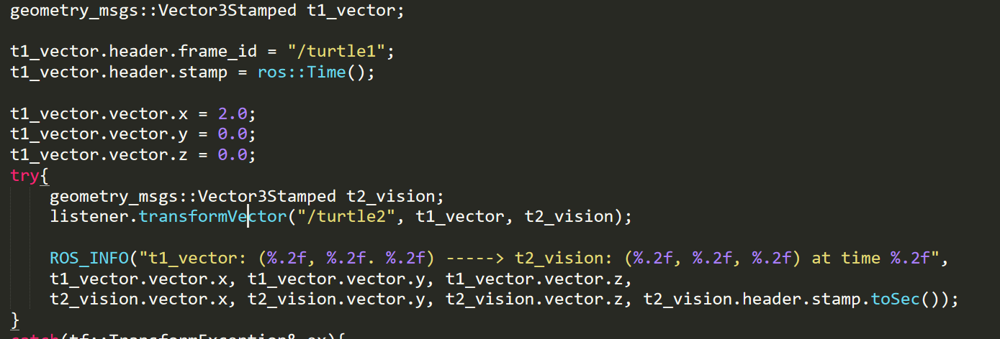 geometry_msgs::Vector3Stamped t1_vector;
t1_vector.header.frame_id = "/turtle1";
t1_vector.header.stamp = ros::Time();
t1_vector.vector.x = 2.0;
t1_vector.vector.y = 0.0;
t1_vector.vector.z = 0.0;
try{
geometry_msgs::Vector3Stamped t2_vision;
listener.transformVector("/turtle2", t1_vector, t2_vision);
ROS_INFO("t1_vector: (%.2f, %.2f. %.2f) -----> t2_vision: (%.2f, %.2f, %.2f) at time %.2f",
t1_vector.vector.x, t1_vector.vector.y, t1_vector.vector.z,
t2_vision.vector.x, t2_vision.vector.y, t2_vision.vector.z, t2_vision.header.stamp.toSec());
}
catch(tf::TransformException& ex){